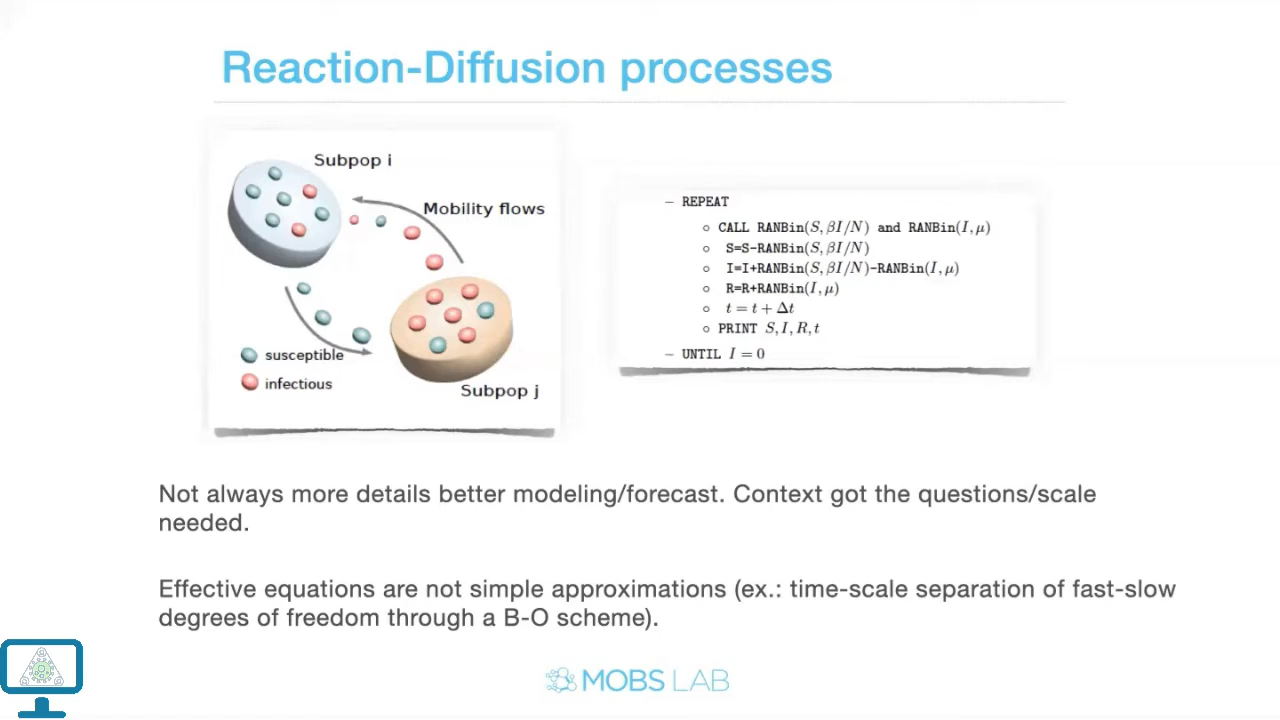 Reaction-Diffusion processes
Subpop i
Mobility flows
susceptible
infectious
Subpop j
– REPEAT
∘ CALL RANBin(S, βI/N) and RANBin(I, μ)
∘ S=S-RANBin(S, βI/N)
∘ I=I+RANBin(S, βI/N)-RANBin(I, μ)
∘ R=R+RANBin(I, μ)
∘ t = t + Δt
∘ PRINT S, I, R, t
– UNTIL I = 0
Not always more details better modeling/forecast. Context got the questions/scale
needed.
Effective equations are not simple approximations (ex.: time-scale separation of fast-slow
degrees of freedom through a B-O scheme).
MOBS LAB